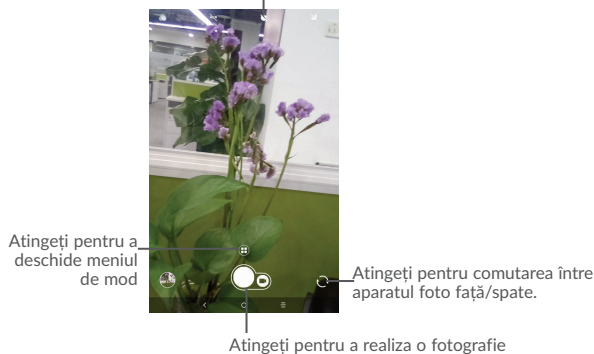 Atingeți pentru a
deschide meniul
de mod
Atingeți pentru comutarea între
aparatul foto față/spate.
Atingeți pentru a realiza o fotografie